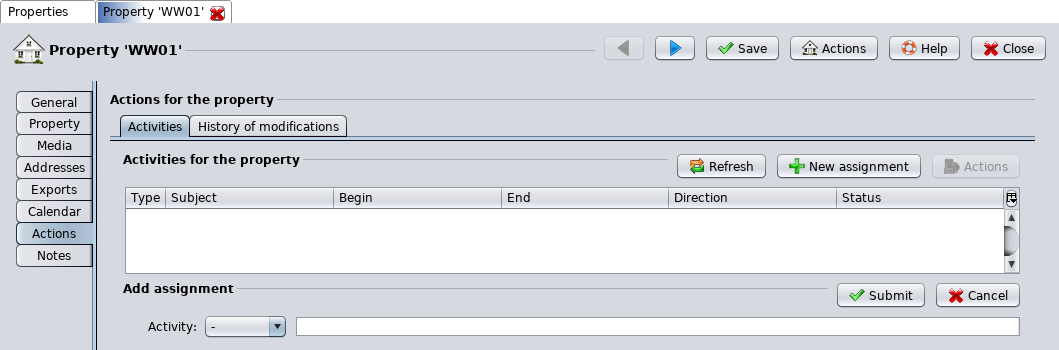 Properties Property 'WW01'
Property 'WW01' Save Actions Help Close
General
Property
Media
Addresses
Exports
Calendar
Actions
Notes
Actions for the property
Activities History of modifications
Activities for the property Refresh New assignment Actions
Type Subject Begin End Direction Status
Add assignment Submit Cancel
Activity: -